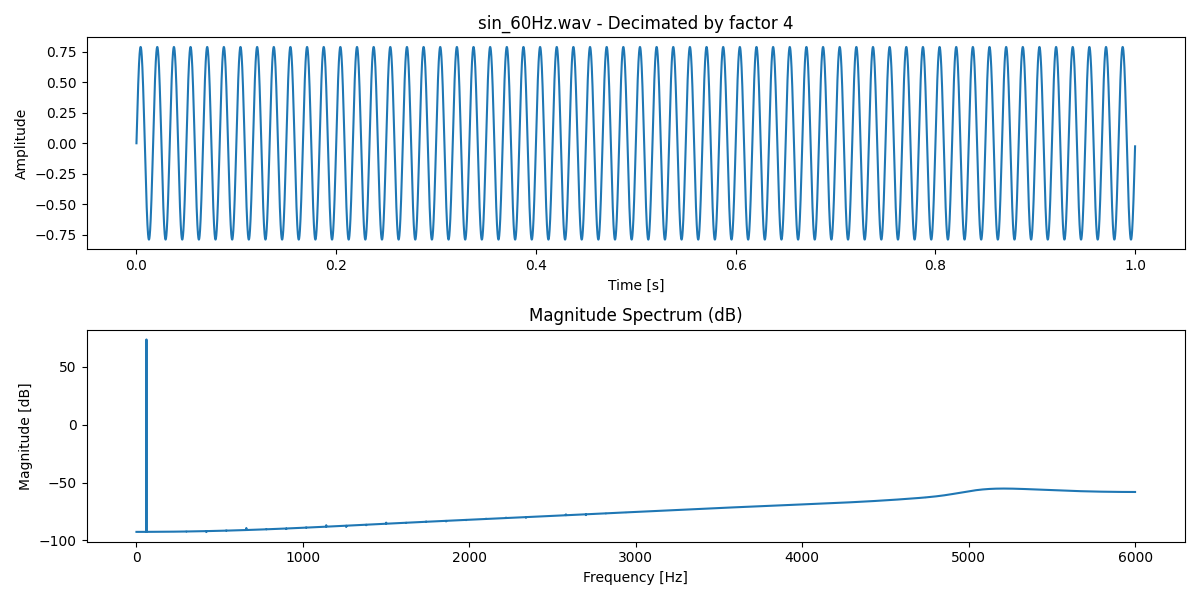 sin_60Hz.wav - Decimated by factor 4
0.75
0.50
0.25
0.00
−0.25
−0.50
−0.75
Amplitude
0.0 0.2 0.4 0.6 0.8 1.0
Time [s]
Magnitude Spectrum (dB)
50
0
−50
−100
Magnitude [dB]
0 1000 2000 3000 4000 5000 6000
Frequency [Hz]